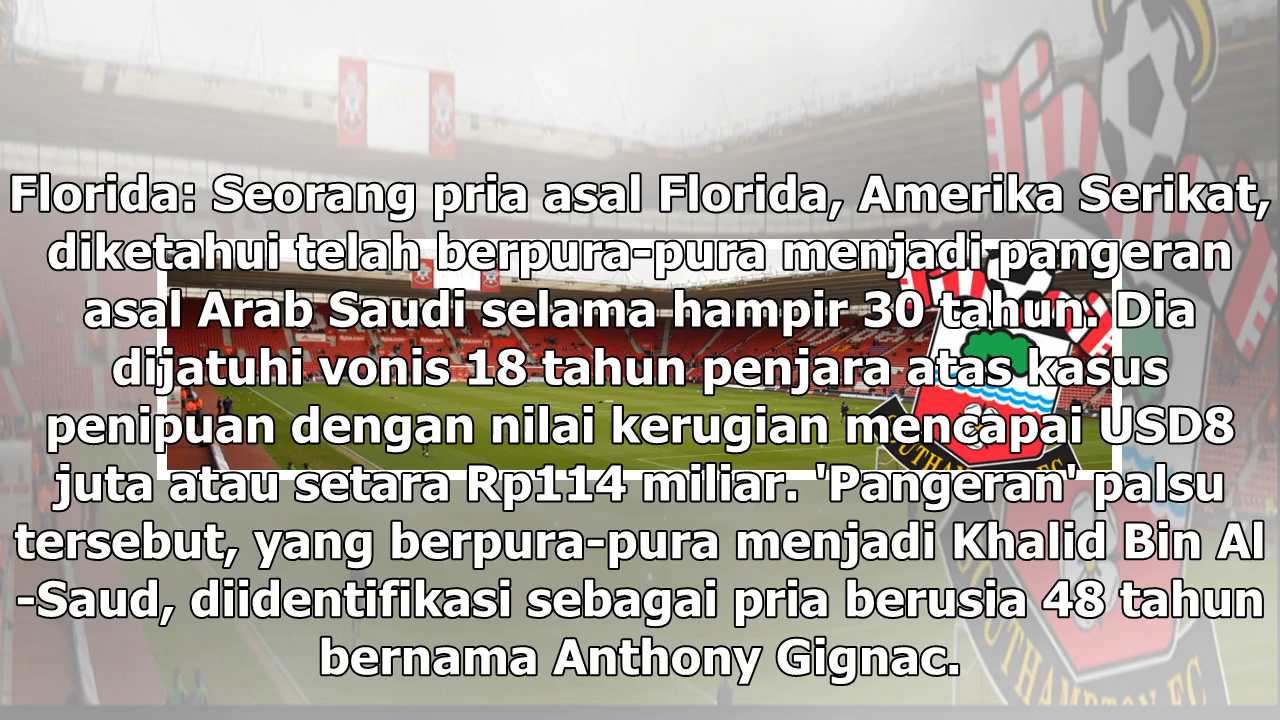 Florida: Seorang pria asal Florida, Amerika Serikat,
diketahui telah berpura-pura menjadi pangeran
asal Arab Saudi selama hampir 30 tahun. Dia
dijatuhi vonis 18 tahun penjara atas kasus
penipuan dengan nilai kerugian mencapai USD8
juta atau setara Rp114 miliar. 'Pangeran' palsu
tersebut, yang berpura-pura menjadi Khalid Bin Al
-Saud, diidentifikasi sebagai pria berusia 48 tahun
bernama Anthony Gignac.
SOUTHAMPTON FC